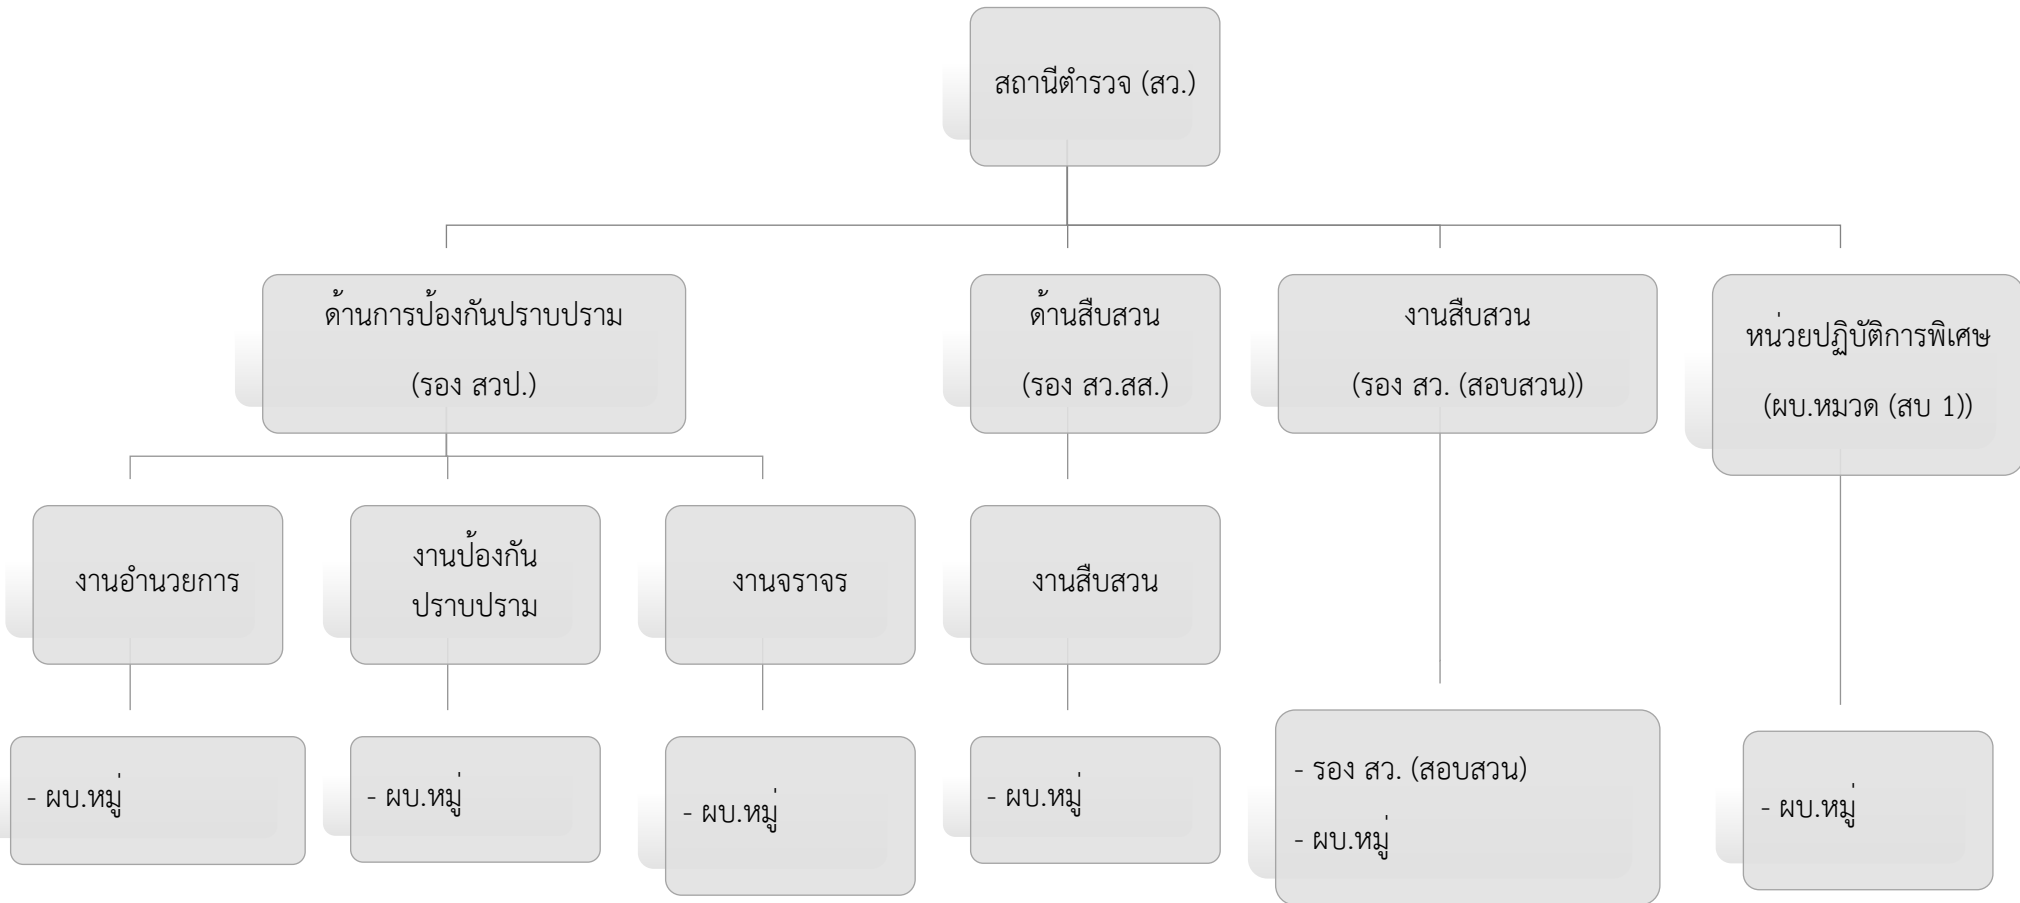 สถานีตำรวจ (สว.)
ด้านการป้องกันปราบปราม
(รอง สวป.)
ด้านสืบสวน
(รอง สว.สส.)
งานสืบสวน
(รอง สว. (สอบสวน))
หน่วยปฏิบัติการพิเศษ
(ผบ.หมวด (สบ 1))
งานอำนวยการ
งานป้องกัน
ปราบปราม
งานจราจร
งานสืบสวน
- ผบ.หมู่
- ผบ.หมู่
- ผบ.หมู่
- ผบ.หมู่
- รอง สว. (สอบสวน)
- ผบ.หมู่
- ผบ.หมู่